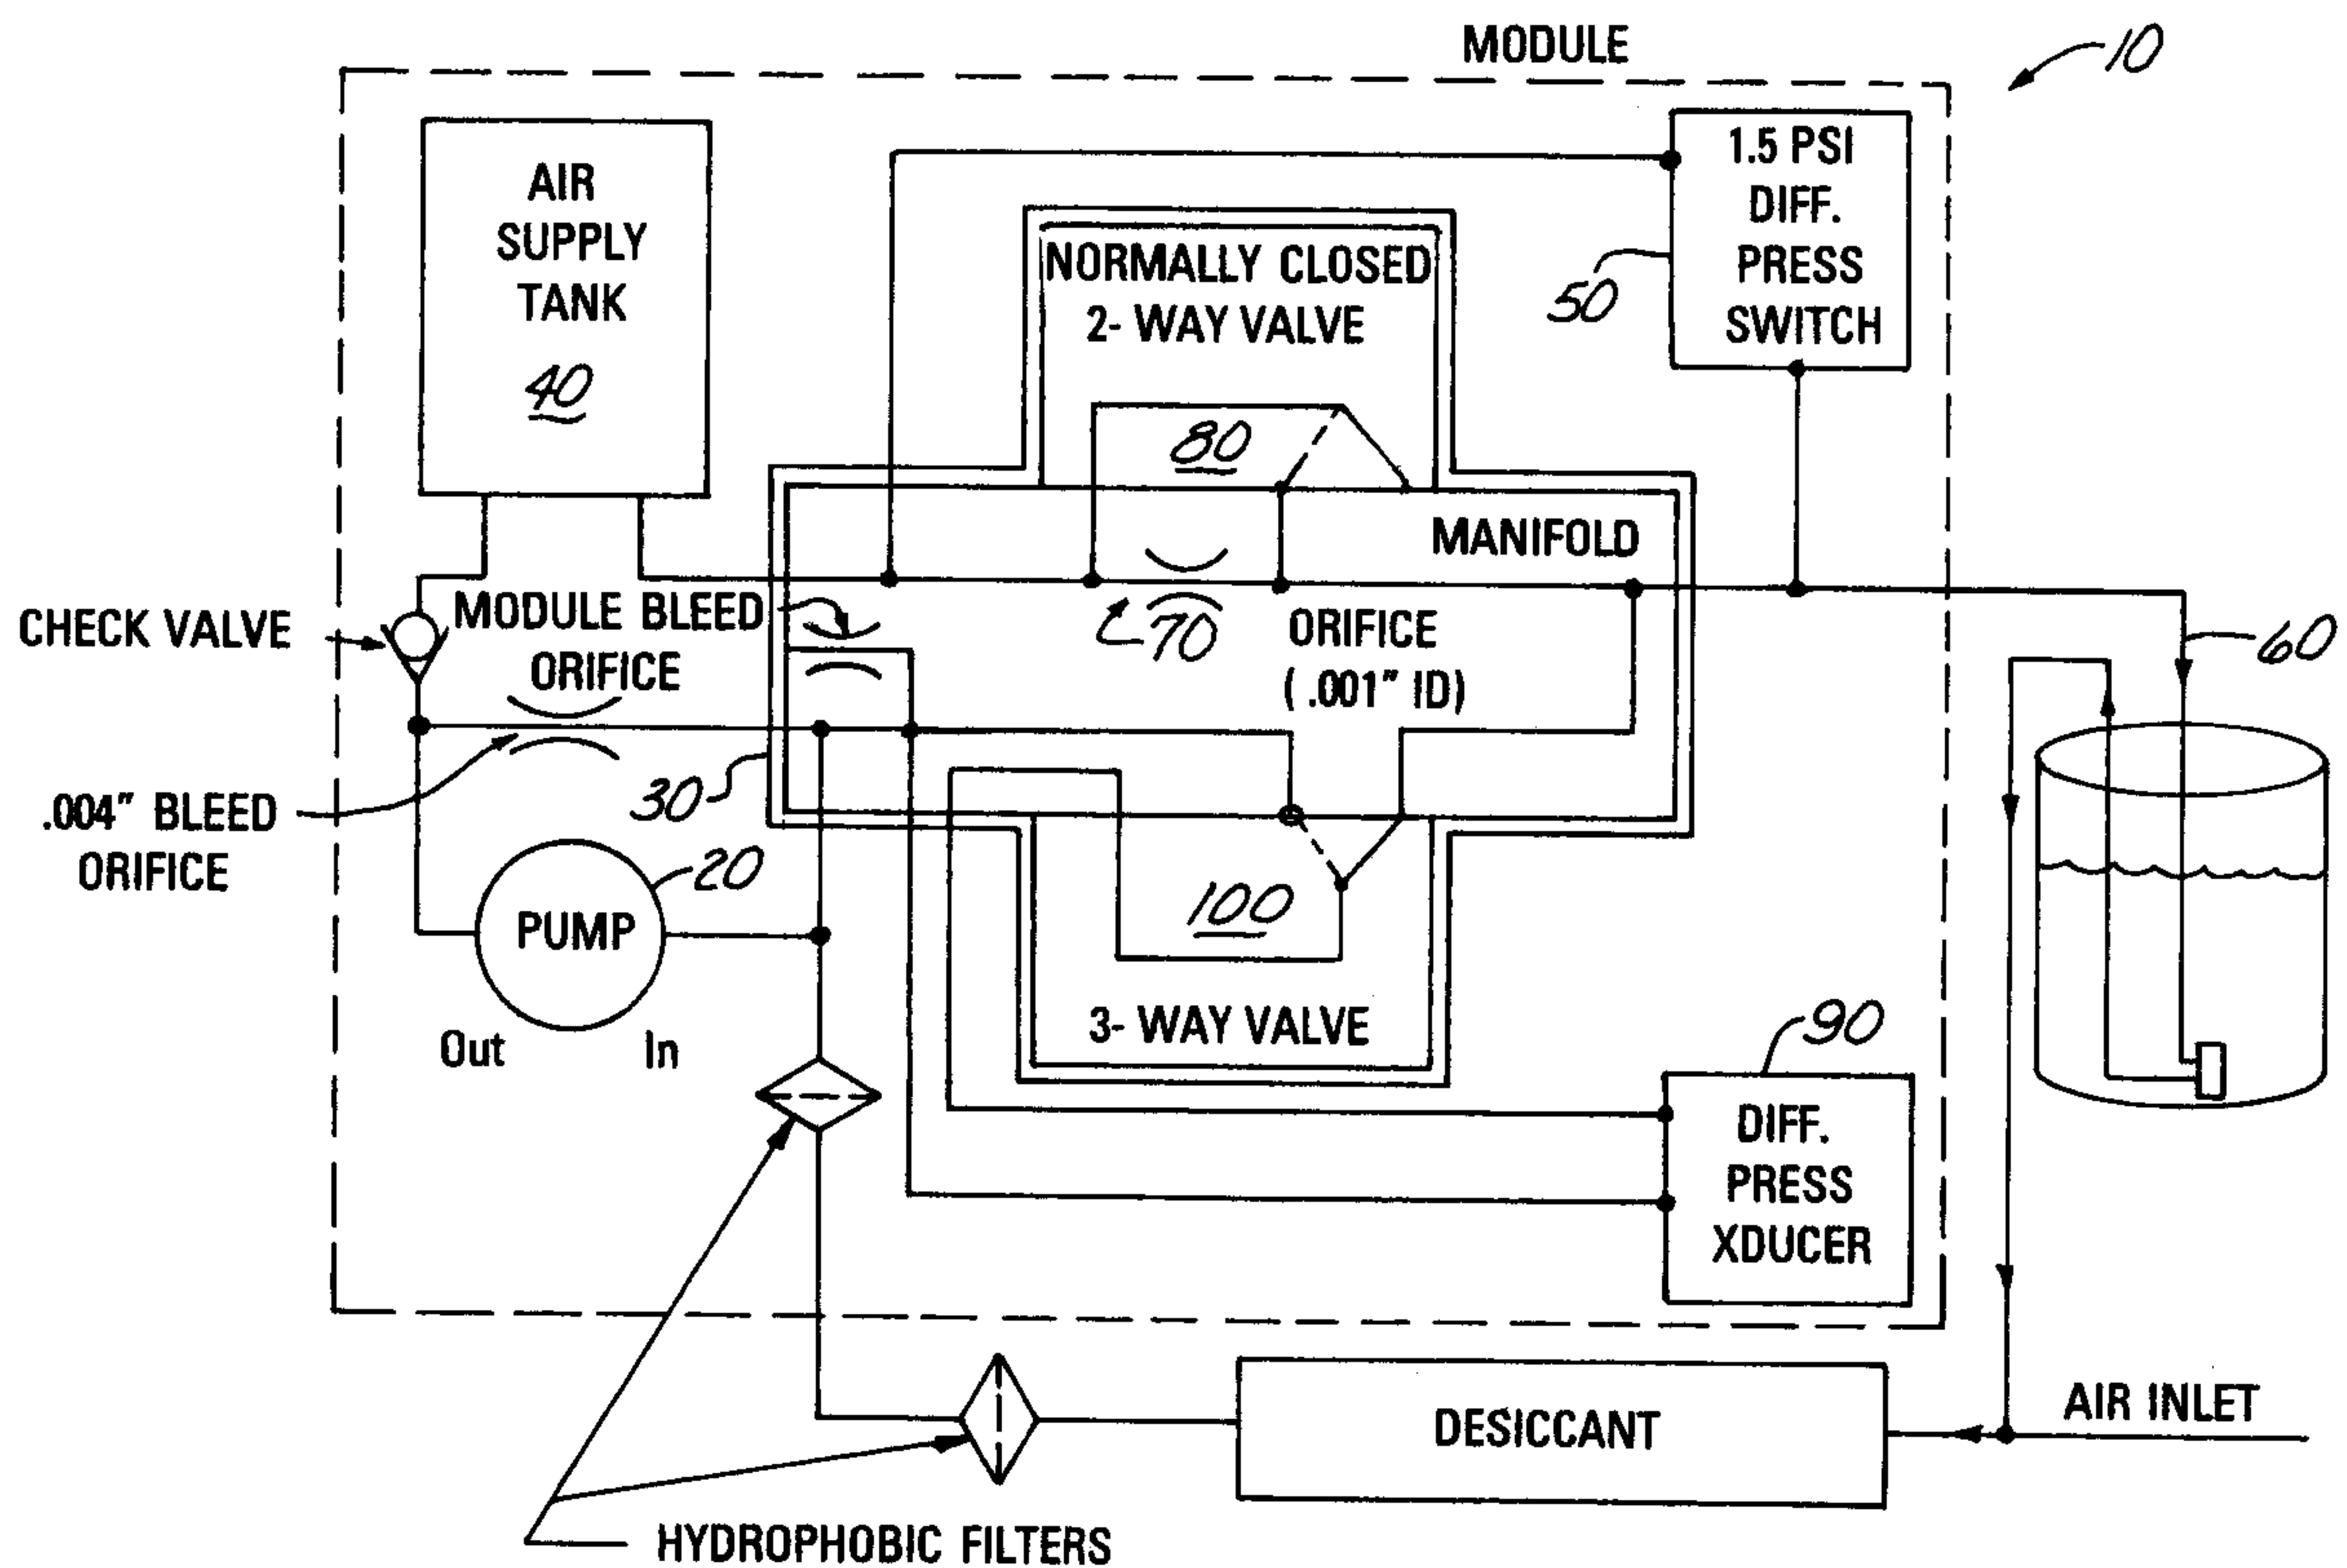 MODULE
10
AIR
SUPPLY
TANK
40
1.5 PSI
DIFF.
PRESS
SWITCH
50
NORMALLY CLOSED
2- WAY VALVE
80
MANIFOLD
CHECK VALVE
MODULE BLEED
ORIFICE
70
ORIFICE
( .001" ID)
60
30
.004" BLEED
ORIFICE
20
PUMP
Out
In
100
3- WAY VALVE
90
DIFF.
PRESS
XDUCER
AIR INLET
DESICCANT
HYDROPHOBIC FILTERS